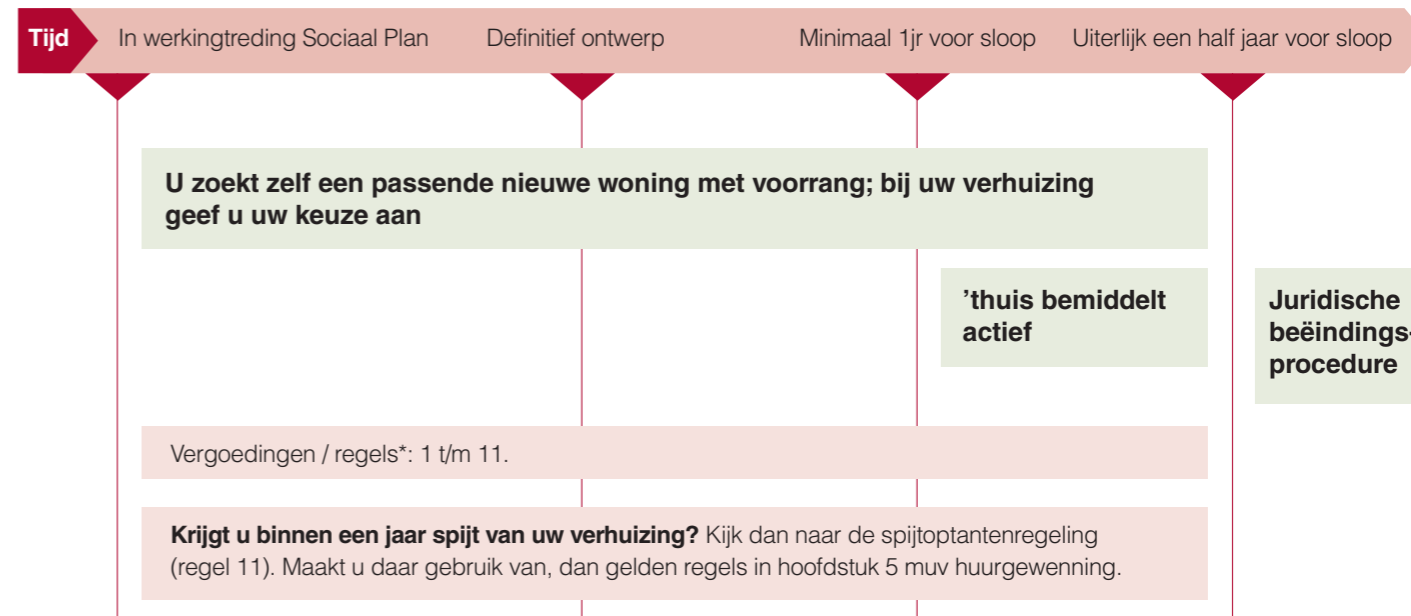 Tijd In werkingtreding Sociaal Plan Definitief ontwerp Minimaal 1jr voor sloop Uiterlijk een half jaar voor sloop
U zoekt zelf een passende nieuwe woning met voorrang; bij uw verhuizing
geef u uw keuze aan
’thuis bemiddelt
actief
Juridische
beëindings-
procedure
Vergoedingen / regels*: 1 t/m 11.
Krijgt u binnen een jaar spijt van uw verhuizing? Kijk dan naar de spijtoptantenregeling
(regel 11). Maakt u daar gebruik van, dan gelden regels in hoofdstuk 5 muv huurgewenning.